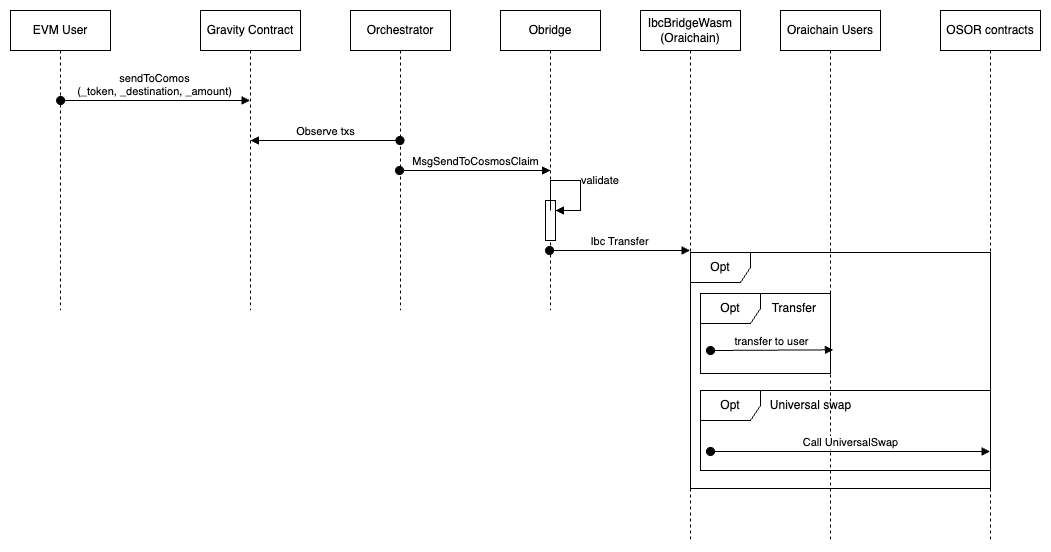 EVM User
Gravity Contract
Orchestrator
Obridge
IbcBridgeWasm
(Oraichain)
Oraichain Users
OSOR contracts
sendToComos
(_token, _destination, _amount)
Observe txs
MsgSendToCosmosClaim
validate
Ibc Transfer
Opt
Opt
Transfer
transfer to user
Opt
Universal swap
Call UniversalSwap